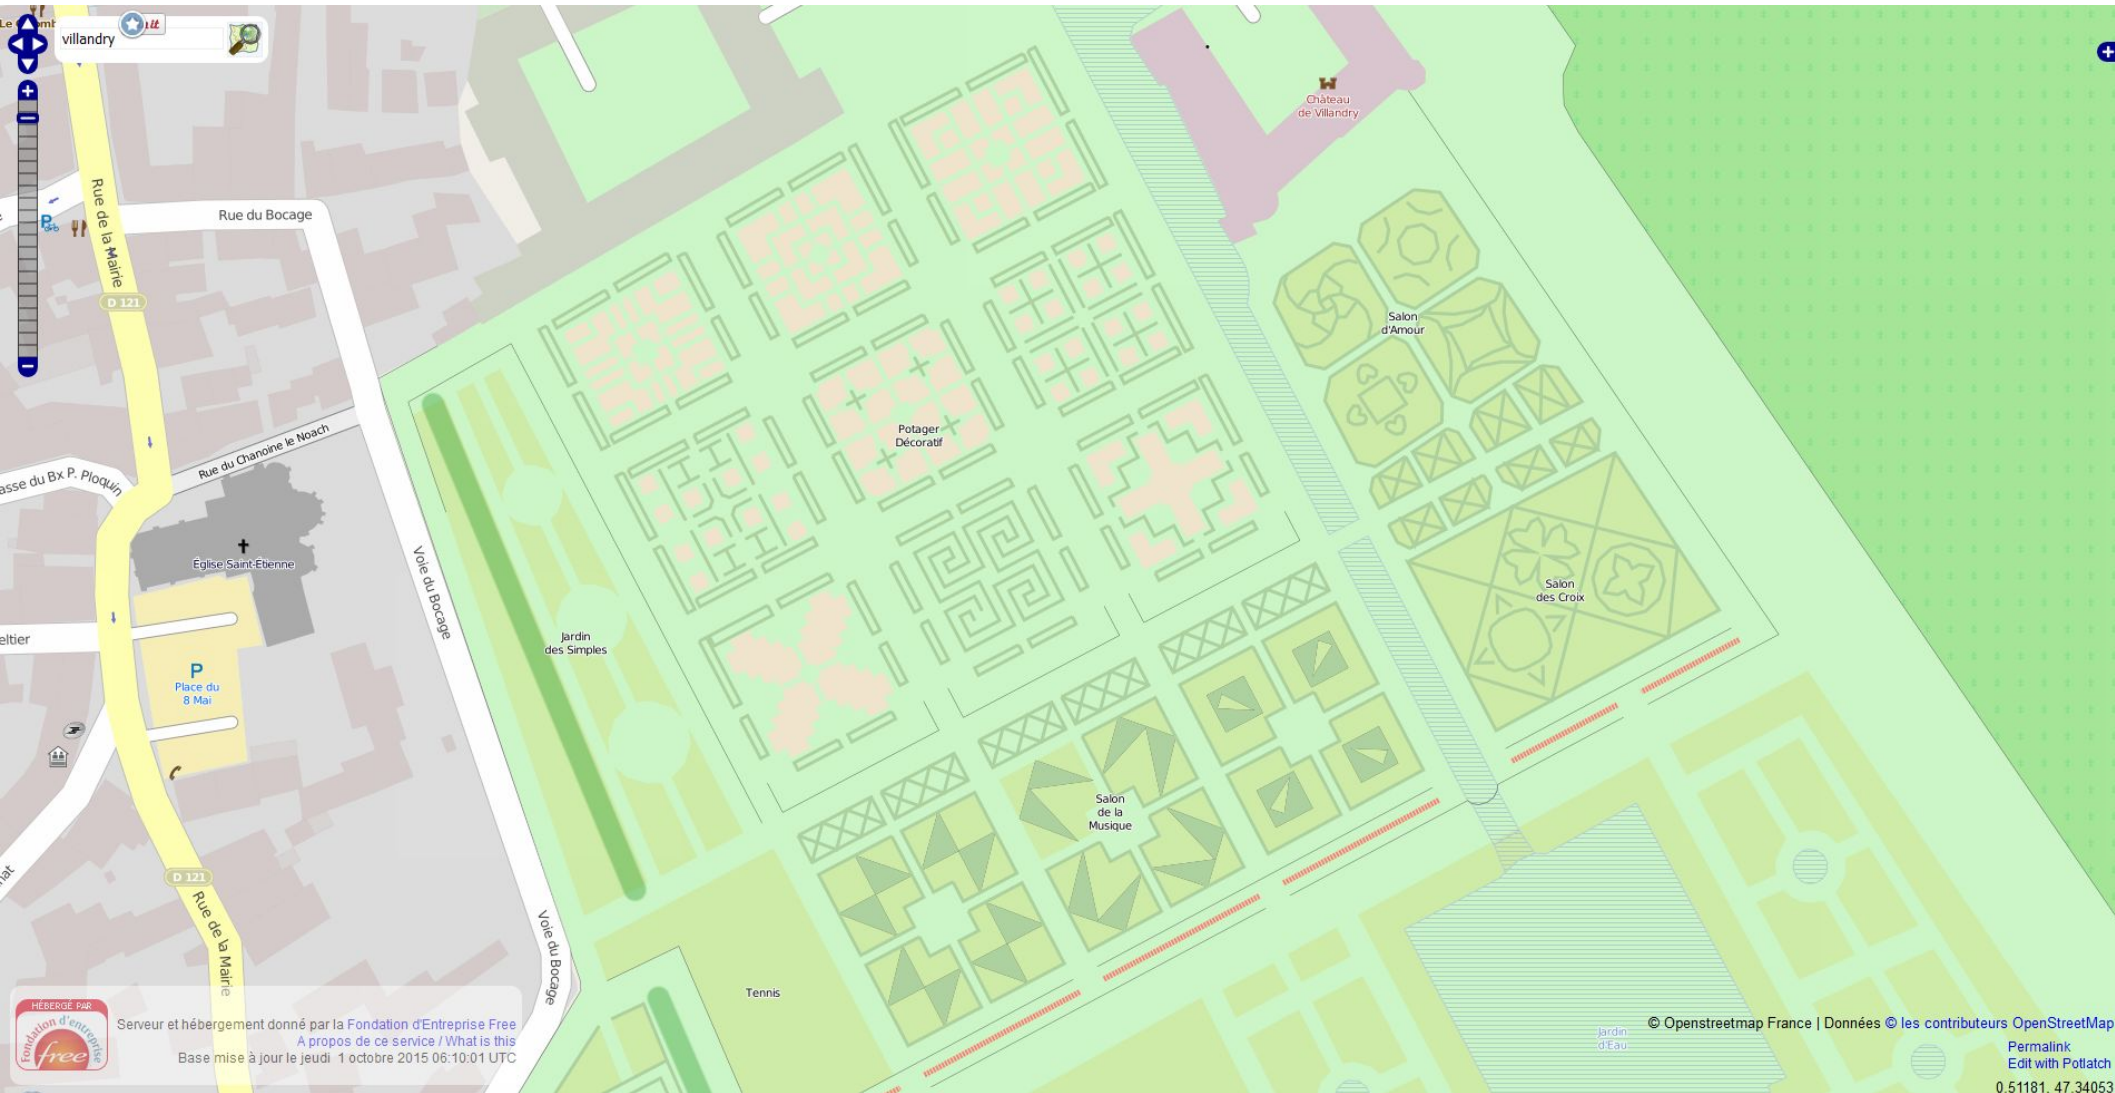 villandry
Château
de Villandry
Rue de la Mairie
Rue du Bocage
D 121
Salon
d'Amour
Potager
Décoratif
Rue du Chanoine le Noach
asse du Bx P. Ploquin
Église Saint-Étienne
Voie du Bocage
Salon
des Croix
eltier
Jardin
des Simples
P
Place du
8 Mai
Salon
de la
Musique
D 121
Rue de la Mairie
Voie du Bocage
Tennis
Jardin
d'Eau
HÉBERGÉ PAR
Fondation d'entreprise
free
Serveur et hébergement donné par la Fondation d'Entreprise Free
A propos de ce service / What is this
Base mise à jour le jeudi 1 octobre 2015 06:10:01 UTC
© Openstreetmap France | Données © les contributeurs OpenStreetMap
Permalink
Edit with Potlatch
0.51181, 47.34053